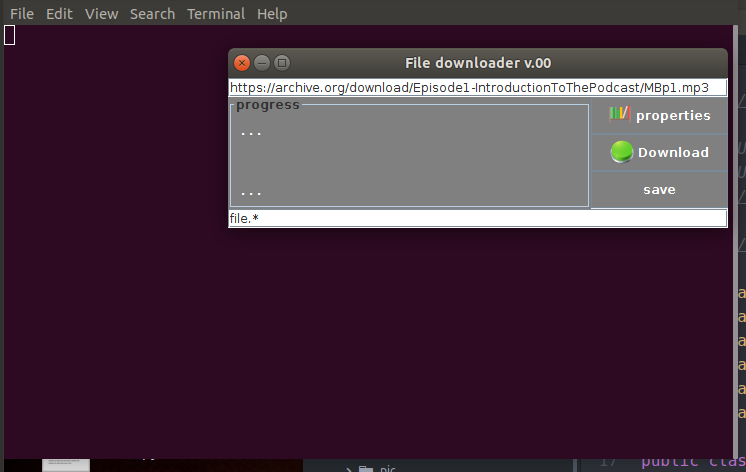 File Edit View Search Terminal Help
File downloader v.00
https://archive.org/download/Episode1-IntroductionToThePodcast/MBp1.mp3
progress
properties
...
Download
...
save
file.*
17 public clas